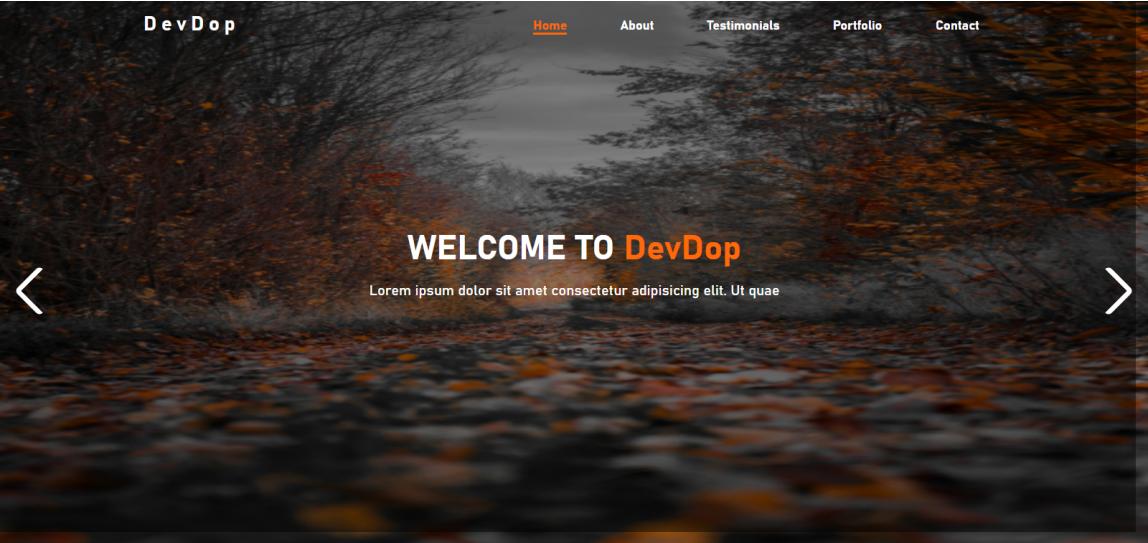 DevDop
Home About Testimonials Portfolio Contact
WELCOME TO DevDop
Lorem ipsum dolor sit amet consectetur adipisicing elit. Ut quae